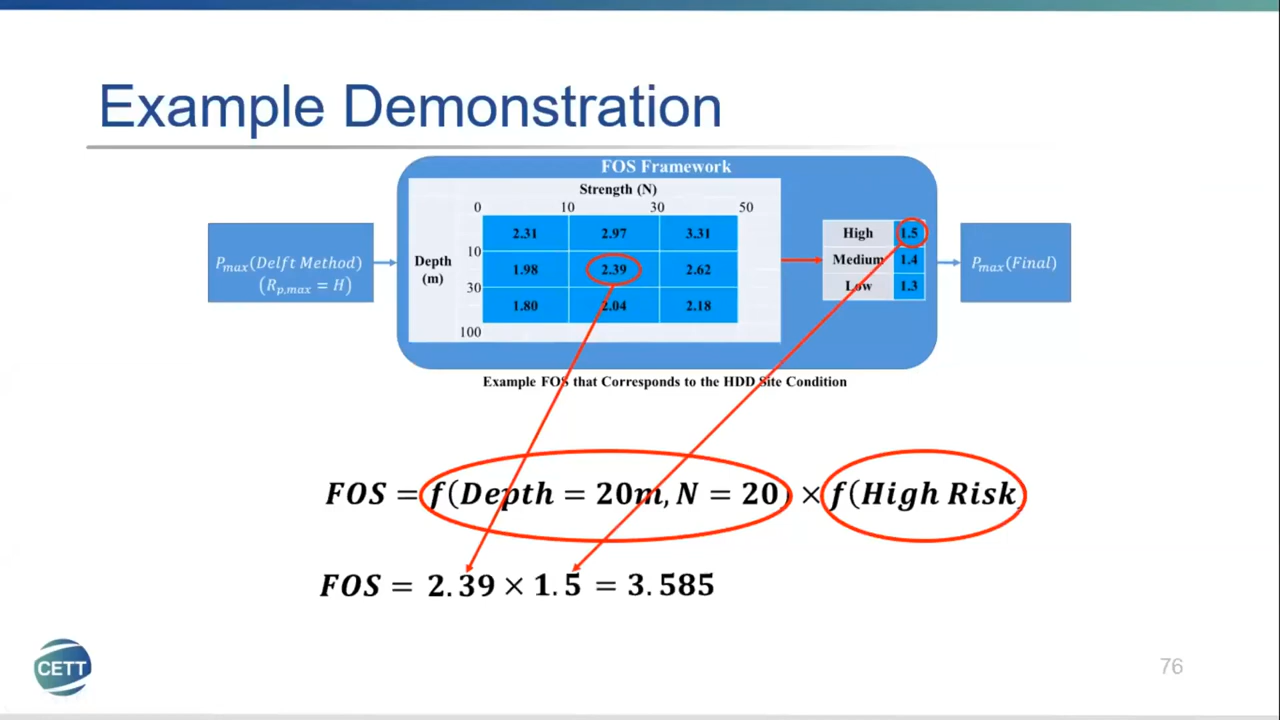 Example Demonstration
FOS Framework
Strength (N)
0 10 30 50
2.31 2.97 3.31
10
Depth
(m)
1.98 2.39 2.62
30
1.80 2.04 2.18
100
High 1.5
Medium 1.4
Low 1.3
Pmax(Delft Method)
(Rp,max = H)
Pmax(Final)
Example FOS that Corresponds to the HDD Site Condition
FOS = f(Depth = 20m, N = 20) × f(High Risk)
FOS = 2.39 × 1.5 = 3.585
CETT
76